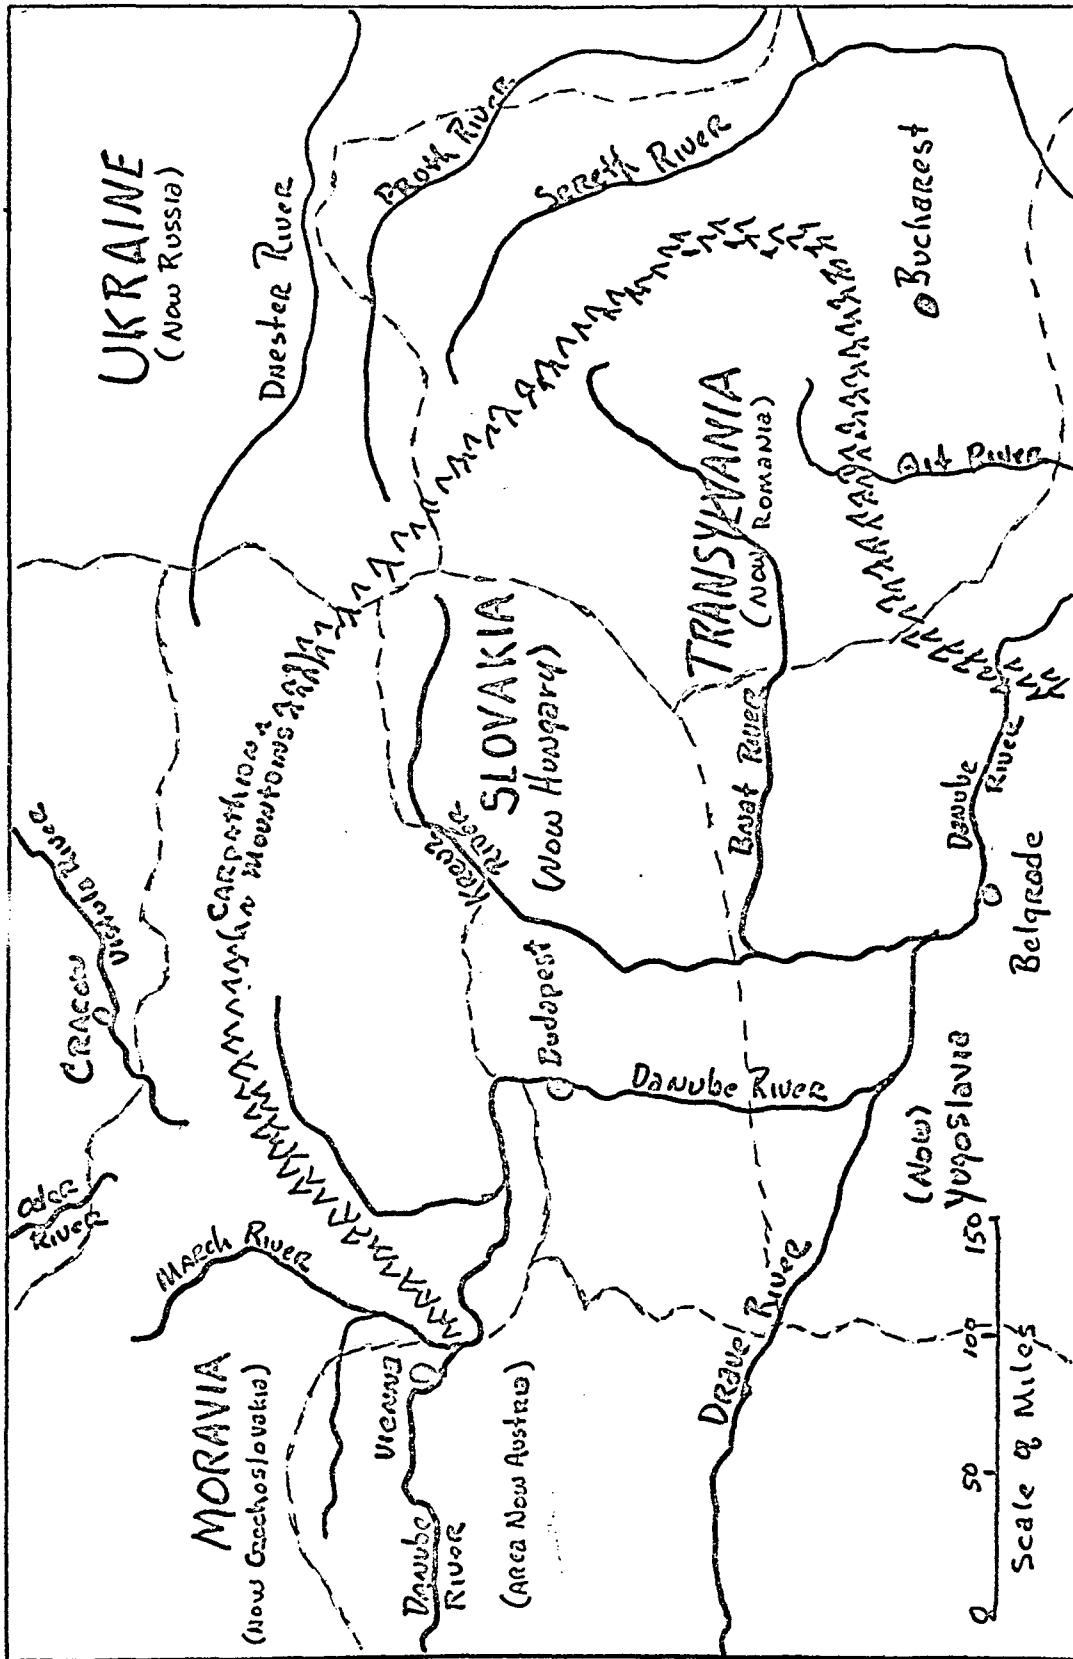 UKRAINE
(Now Russia)
Dnester River
Proth River
Sereth River
Bucharest
Olt River
TRANSYLVANIA
(Now Romania)
SLOVAKIA
(Now Hungary)
Kreuz
River
Bnat River
Danube
River
Belgrade
Carpathian
Mountains
Vistula River
Cracow
Oder
River
March River
MORAVIA
(Now Czechoslovakia)
Vienna
Danube
River
(Area Now Austria)
Budapest
Danube River
Drave River
(Now)
Yugoslavia
0 50 100 150
Scale of Miles